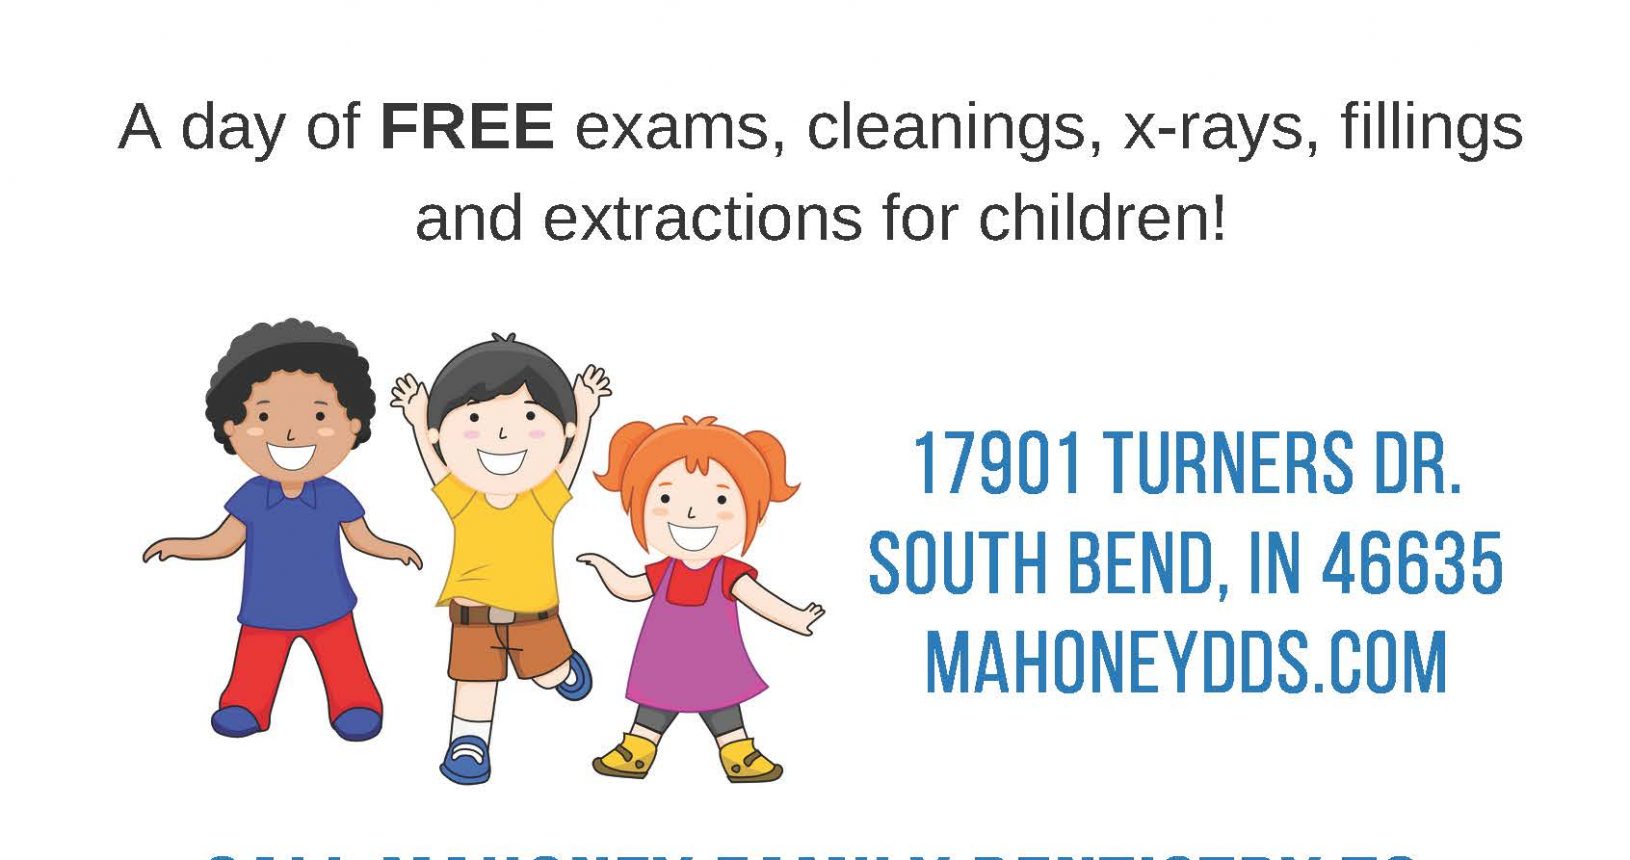 A day of FREE exams, cleanings, x-rays, fillings
and extractions for children!
17901 TURNERS DR.
SOUTH BEND, IN 46635
MAHONEYDDS.COM